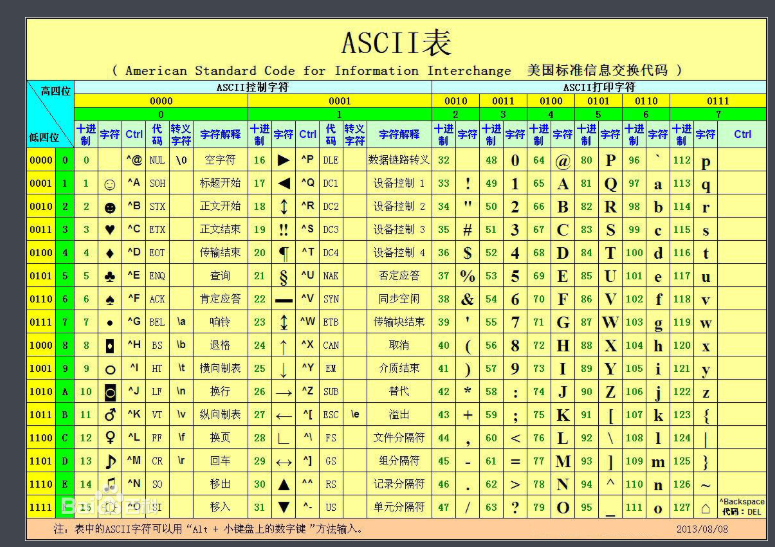 ASCII表
( American Standard Code for Information Interchange 美国标准信息交换代码 )
高四位 ASCII控制字符 ASCII打印字符
0000 0001 0010 0011 0100 0101 0110 0111
0 1 2 3 4 5 6 7
低四位 十进制 字符 Ctrl 代码 转义字符 字符解释 十进制 字符 Ctrl 代码 转义字符 字符解释 十进制 字符 十进制 字符 十进制 字符 十进制 字符 十进制 字符 十进制 字符 Ctrl
0000 0 0 ^@ NUL \0 空字符 16 ► ^P DLE 数据链路转义 32 48 0 64 @ 80 P 96 ` 112 p
0001 1 1 ☺ ^A SOH 标题开始 17 ◄ ^Q DC1 设备控制 1 33 ! 49 1 65 A 81 Q 97 a 113 q
0010 2 2 ☻ ^B STX 正文开始 18 ↕ ^R DC2 设备控制 2 34 " 50 2 66 B 82 R 98 b 114 r
0011 3 3 ♥ ^C ETX 正文结束 19 ‼ ^S DC3 设备控制 3 35 # 51 3 67 C 83 S 99 c 115 s
0100 4 4 ♦ ^D EOT 传输结束 20 ¶ ^T DC4 设备控制 4 36 $ 52 4 68 D 84 T 100 d 116 t
0101 5 5 ♣ ^E ENQ 查询 21 § ^U NAK 否定应答 37 % 53 5 69 E 85 U 101 e 117 u
0110 6 6 ♠ ^F ACK 肯定应答 22 ▬ ^V SYN 同步空闲 38 & 54 6 70 F 86 V 102 f 118 v
0111 7 7 • ^G BEL \a 响铃 23 ↨ ^W ETB 传输块结束 39 ' 55 7 71 G 87 W 103 g 119 w
1000 8 8 ◘ ^H BS \b 退格 24 ↑ ^X CAN 取消 40 ( 56 8 72 H 88 X 104 h 120 x
1001 9 9 ○ ^I HT \t 横向制表 25 ↓ ^Y EM 介质结束 41 ) 57 9 73 I 89 Y 105 i 121 y
1010 A 10 ◙ ^J LF \n 换行 26 → ^Z SUB 替代 42 * 58 : 74 J 90 Z 106 j 122 z
1011 B 11 ♂ ^K VT \v 纵向制表 27 ← ^[ ESC \e 溢出 43 + 59 ; 75 K 91 [ 107 k 123 {
1100 C 12 ♀ ^L FF \f 换页 28 ∟ ^\ FS 文件分隔符 44 , 60 < 76 L 92 \ 108 l 124 |
1101 D 13 ♪ ^M CR \r 回车 29 ↔ ^] GS 组分隔符 45 - 61 = 77 M 93 ] 109 m 125 }
1110 E 14 ♫ ^N SO 移出 30 ▲ ^^ RS 记录分隔符 46 . 62 > 78 N 94 ^ 110 n 126 ~
1111 15 ^O SI 移入 31 ▼ ^- US 单元分隔符 47 / 63 ? 79 O 95 _ 111 o 127 ⌂ ^Backspace 代码：DEL
注：表中的ASCII字符可以用“Alt + 小键盘上的数字键”方法输入。 2013/08/08